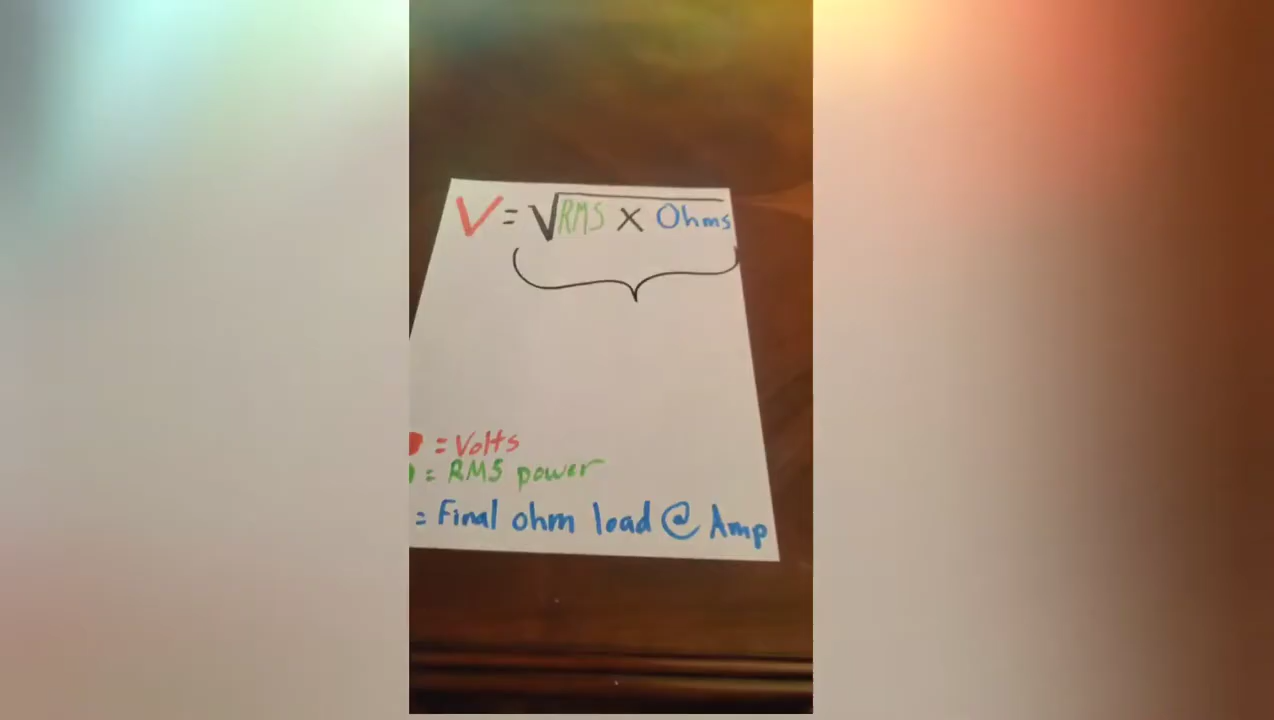 V = √RMS x Ohms
= Volts
= RMS power
= Final ohm load @ Amp